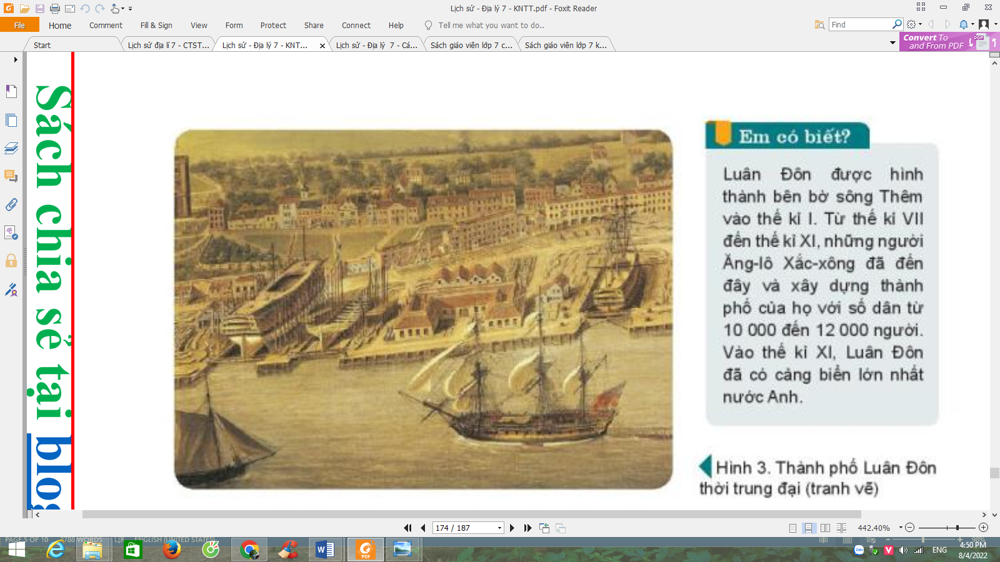 Lịch sử - Địa lý 7 - KNTT.pdf - Foxit Reader
File Home Comment Fill & Sign View Form Protect Share Connect Help Tell me what you want to do.. Find
Start Lịch sử địa lí 7 - CTST... Lịch sử - Địa lý 7 - KNT... Lịch sử - Địa lý 7 - Cá... Sách giáo viên lớp 7 c... Sách giáo viên lớp 7 k...
Convert To
and From PDF
PDF
Sách chia sẽ tại blog
Em có biết?
Luân Đôn được hình
thành bên bờ sông Thêm
vào thế kỉ I. Từ thế kỉ VII
đến thế kỉ XI, những người
Ăng-lô Xắc-xông đã đến
đây và xây dựng thành
phố của họ với số dân từ
10 000 đến 12 000 người.
Vào thế kỉ XI, Luân Đôn
đã có cảng biển lớn nhất
nước Anh.
Hình 3. Thành phố Luân Đôn
thời trung đại (tranh vẽ)
174 / 187
442.40%
PAGE 5 OF 10 2788 WORDS ENGLISH (UNITED STATES) 98%
W
PDF
Zalo
V
ENG
4:50 PM
8/4/2022